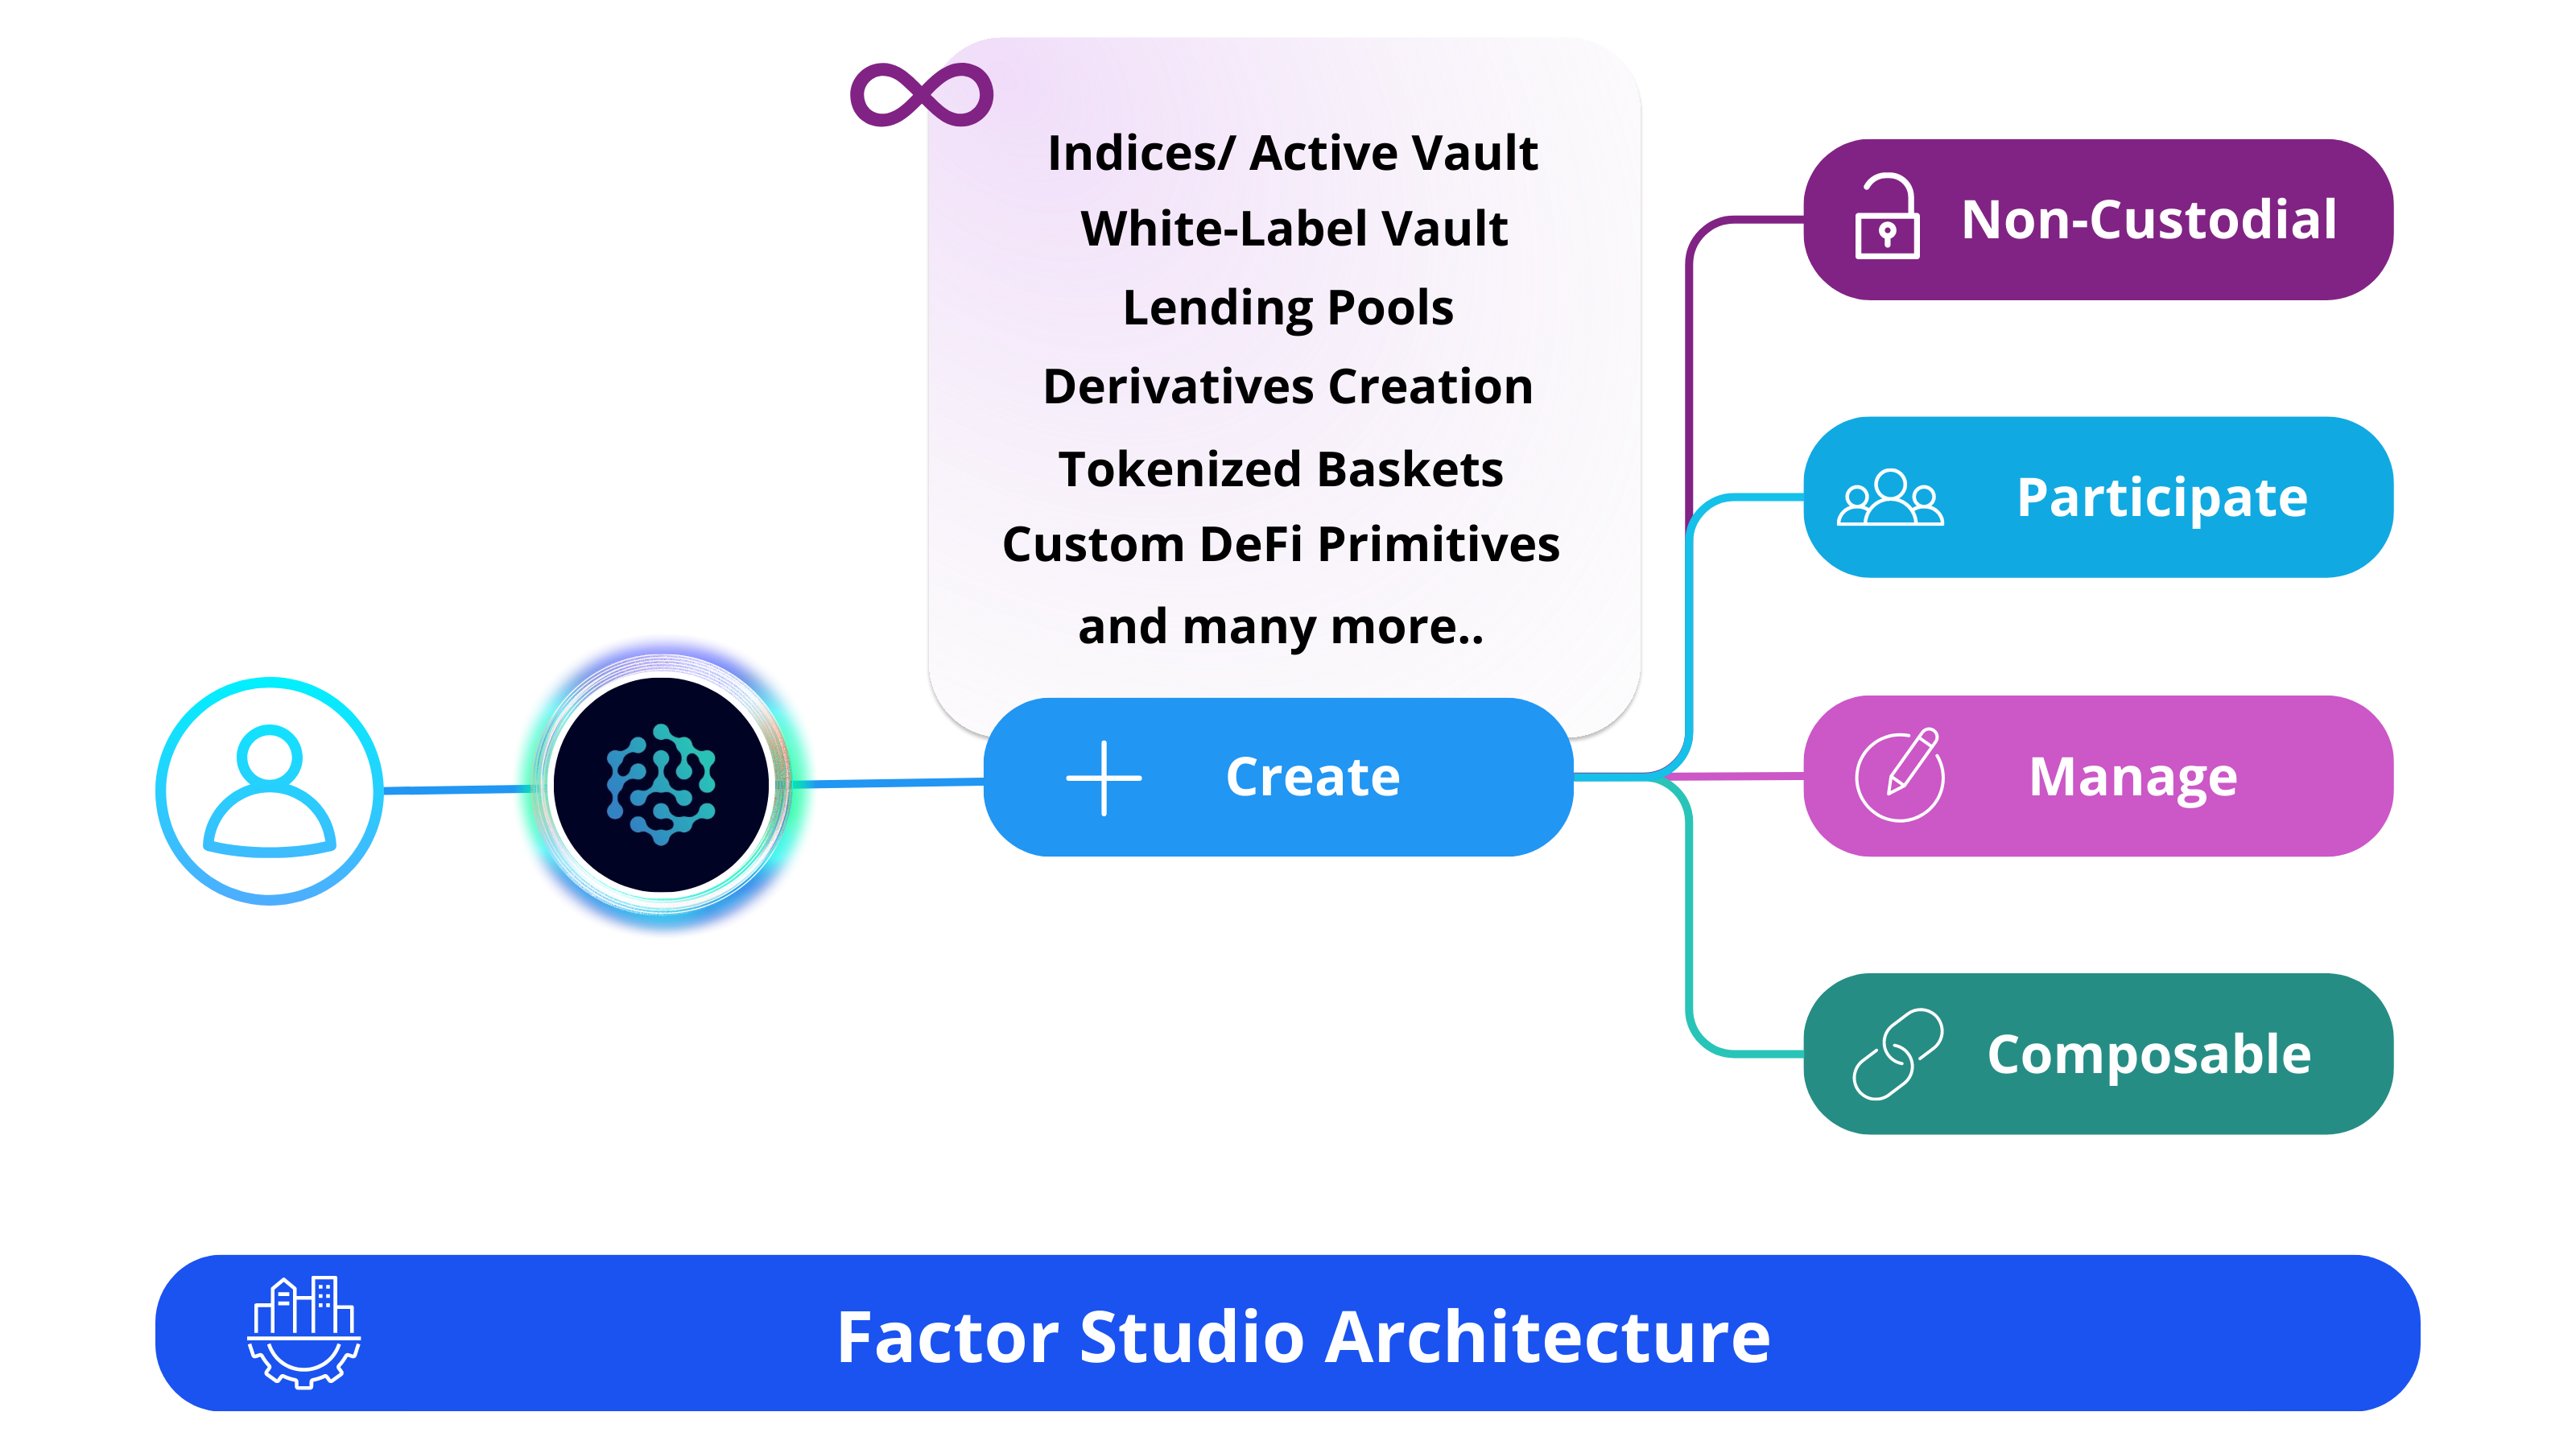 Indices/ Active Vault
White-Label Vault
Lending Pools
Derivatives Creation
Tokenized Baskets
Custom DeFi Primitives
and many more..
Create
Non-Custodial
Participate
Manage
Composable
Factor Studio Architecture